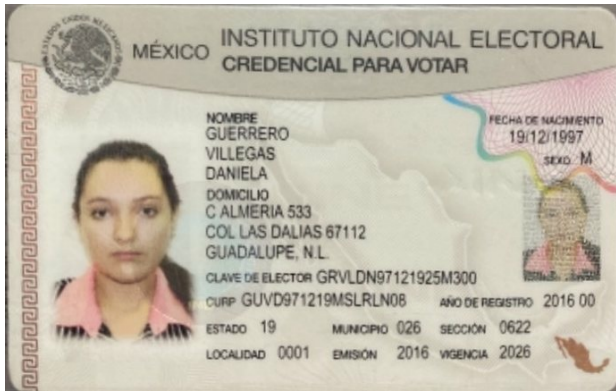 MÉXICO
INSTITUTO NACIONAL ELECTORAL
CREDENCIAL PARA VOTAR
NOMBRE
GUERRERO
VILLEGAS
DANIELA
FECHA DE NACIMIENTO
19/12/1997
SEXO M
DOMICILIO
C ALMERIA 533
COL LAS DALIAS 67112
GUADALUPE, N.L.
CLAVE DE ELECTOR GRVLDN97121925M300
CURP GUVD971219MSLRLN08 AÑO DE REGISTRO 2016 00
ESTADO 19 MUNICIPIO 026 SECCIÓN 0622
LOCALIDAD 0001 EMISIÓN 2016 VIGENCIA 2026